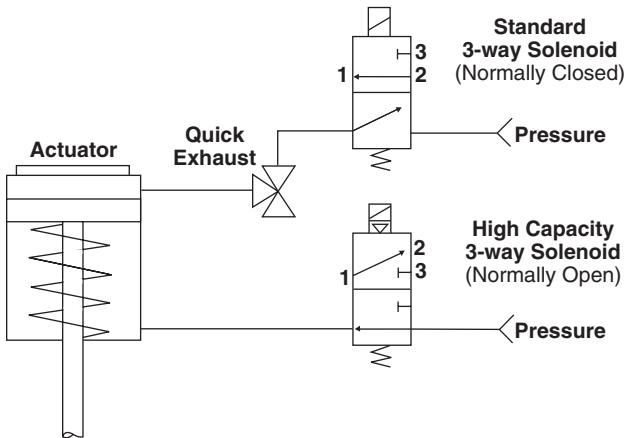 Standard
3-way Solenoid
(Normally Closed)
3
1
2
Pressure
Quick
Exhaust
Actuator
High Capacity
3-way Solenoid
(Normally Open)
2
1
3
Pressure